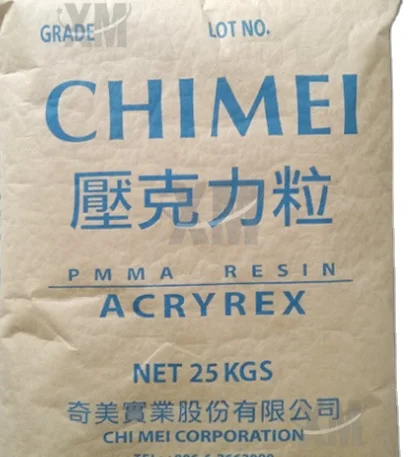 GRADE LOT NO.
CHIMEI
壓克力粒
PMMA RESIN
ACRYREX
NET 25 KGS
奇美實業股份有限公司
CHI MEI CORPORATION